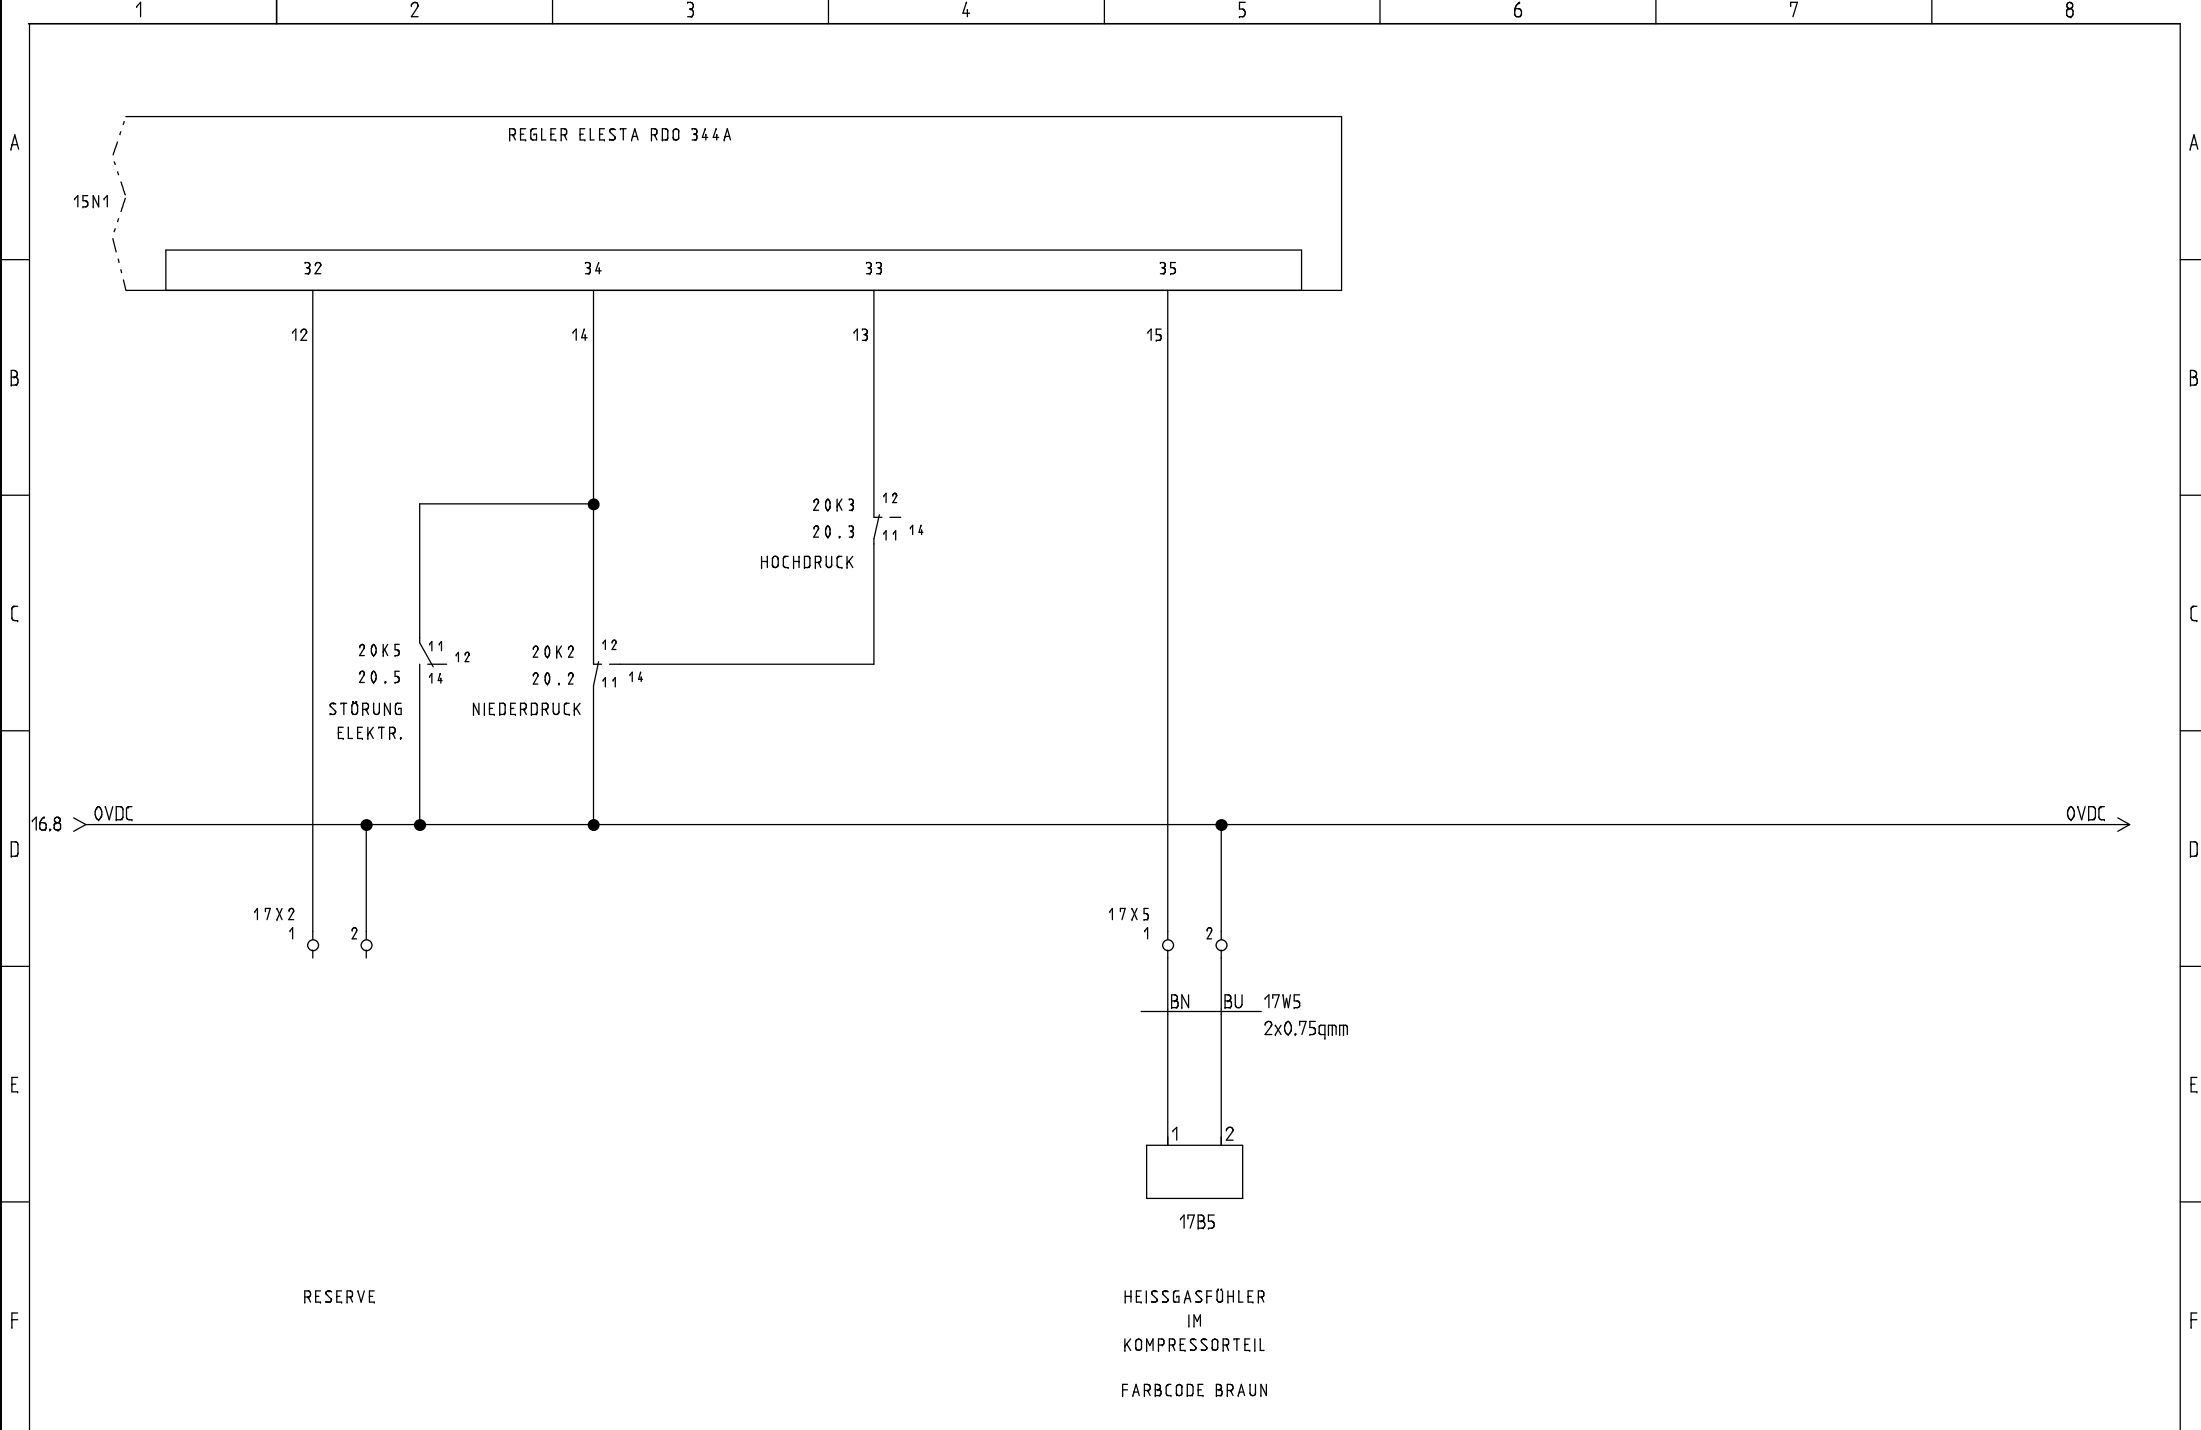 1 2 3 4 5 6 7 8
A A
REGLER ELESTA RDO 344A
15N1
32 34 33 35
12 14 13 15
B B
20K3 12
20.3 11 14
HOCHDRUCK
C C
20K5 11 12
20.5 14
STÖRUNG
ELEKTR.
20K2 12
20.2 11 14
NIEDERDRUCK
16.8 0VDC 0VDC
D D
17X2
1 2
17X5
1 2
BN BU 17W5
2x0.75qmm
E E
1 2
17B5
RESERVE
HEISSGASFÜHLER
IM
KOMPRESSORTEIL
FARBCODE BRAUN
F F